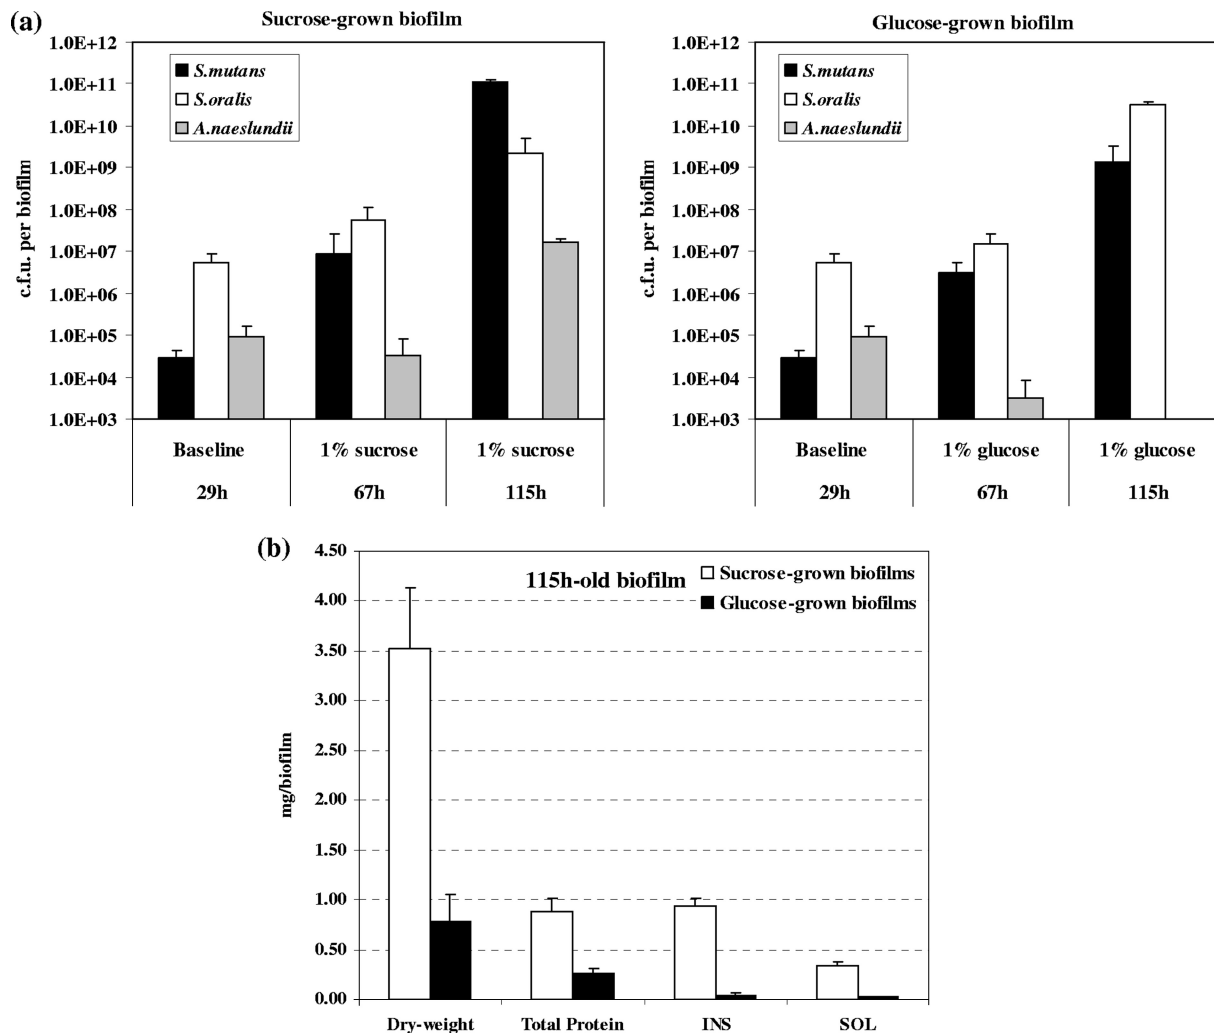 (a)
Sucrose-grown biofilm
1.0E+12
1.0E+11
1.0E+10
1.0E+09
1.0E+08
1.0E+07
1.0E+06
1.0E+05
1.0E+04
1.0E+03
c.f.u. per biofilm
S.mutans
S.oralis
A.naeslundii
Baseline
1% sucrose
1% sucrose
29h
67h
115h
Glucose-grown biofilm
1.0E+12
1.0E+11
1.0E+10
1.0E+09
1.0E+08
1.0E+07
1.0E+06
1.0E+05
1.0E+04
1.0E+03
c.f.u. per biofilm
S.mutans
S.oralis
A.naeslundii
Baseline
1% glucose
1% glucose
29h
67h
115h
(b)
115h-old biofilm
Sucrose-grown biofilms
Glucose-grown biofilms
4.50
4.00
3.50
3.00
2.50
2.00
1.50
1.00
0.50
0.00
mg/biofilm
Dry-weight
Total Protein
INS
SOL